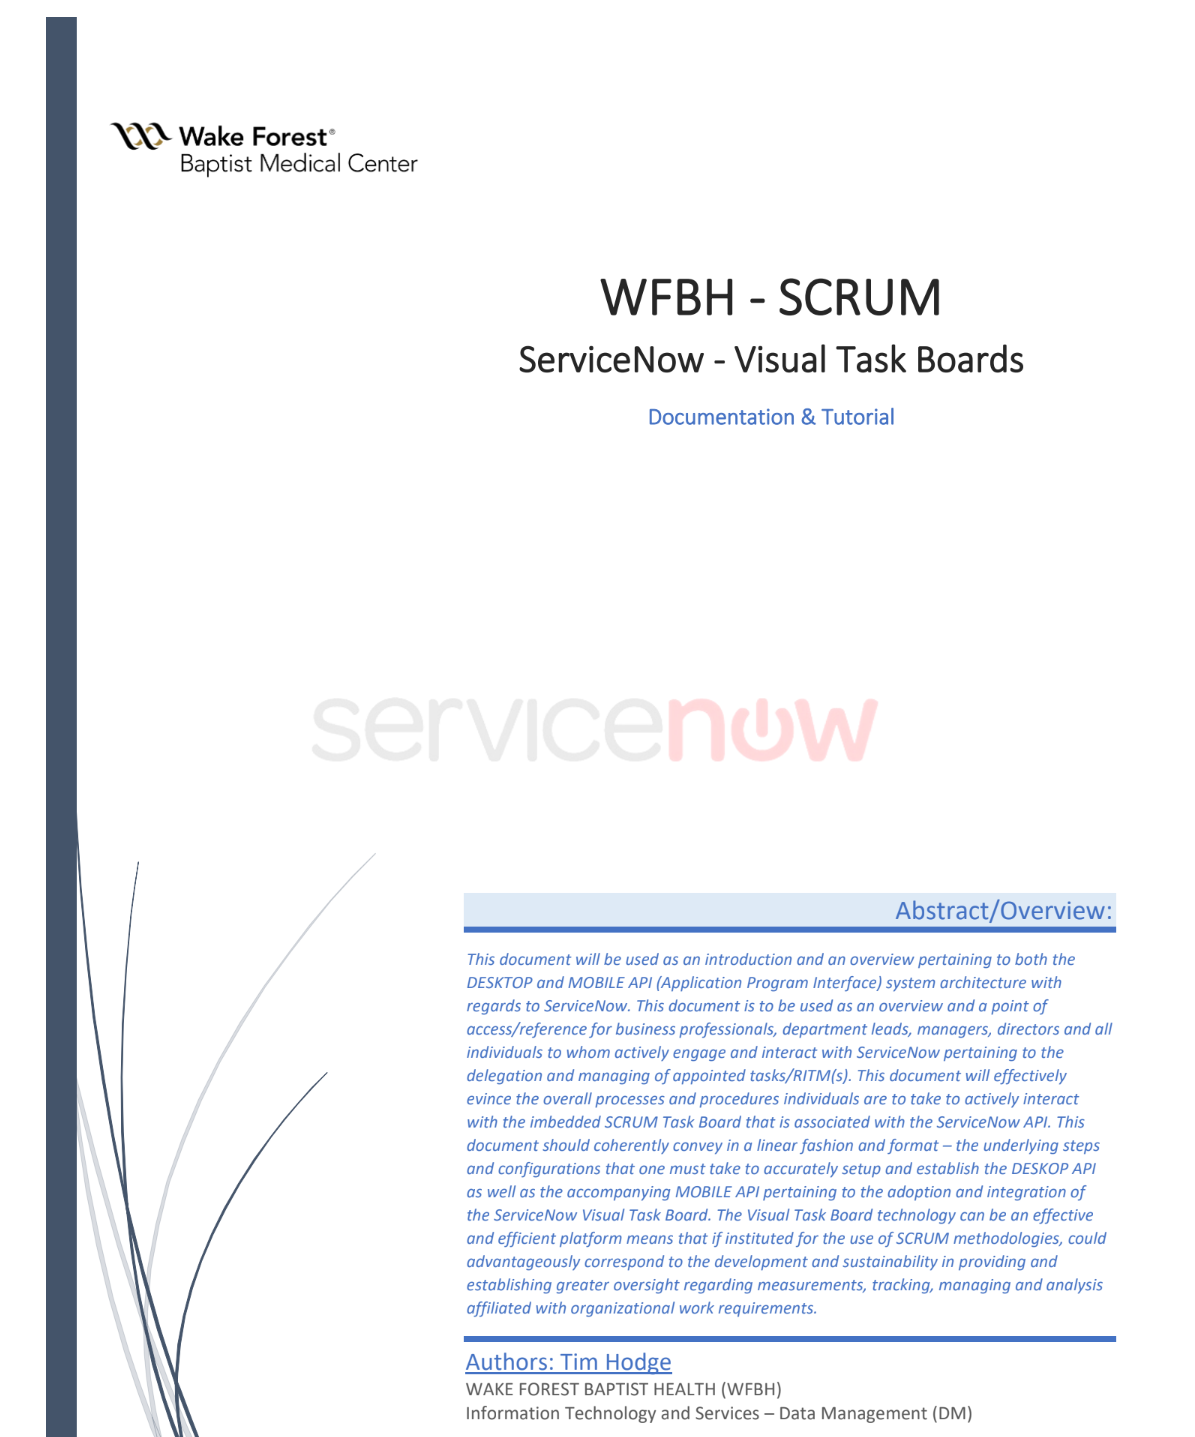 Wake Forest®
Baptist Medical Center
WFBH - SCRUM
ServiceNow - Visual Task Boards
Documentation & Tutorial
servicenow
Abstract/Overview:
This document will be used as an introduction and an overview pertaining to both the
DESKTOP and MOBILE API (Application Program Interface) system architecture with
regards to ServiceNow. This document is to be used as an overview and a point of
access/reference for business professionals, department leads, managers, directors and all
individuals to whom actively engage and interact with ServiceNow pertaining to the
delegation and managing of appointed tasks/RITM(s). This document will effectively
evince the overall processes and procedures individuals are to take to actively interact
with the imbedded SCRUM Task Board that is associated with the ServiceNow API. This
document should coherently convey in a linear fashion and format – the underlying steps
and configurations that one must take to accurately setup and establish the DESKOP API
as well as the accompanying MOBILE API pertaining to the adoption and integration of
the ServiceNow Visual Task Board. The Visual Task Board technology can be an effective
and efficient platform means that if instituted for the use of SCRUM methodologies, could
advantageously correspond to the development and sustainability in providing and
establishing greater oversight regarding measurements, tracking, managing and analysis
affiliated with organizational work requirements.
Authors: Tim Hodge
WAKE FOREST BAPTIST HEALTH (WFBH)
Information Technology and Services – Data Management (DM)